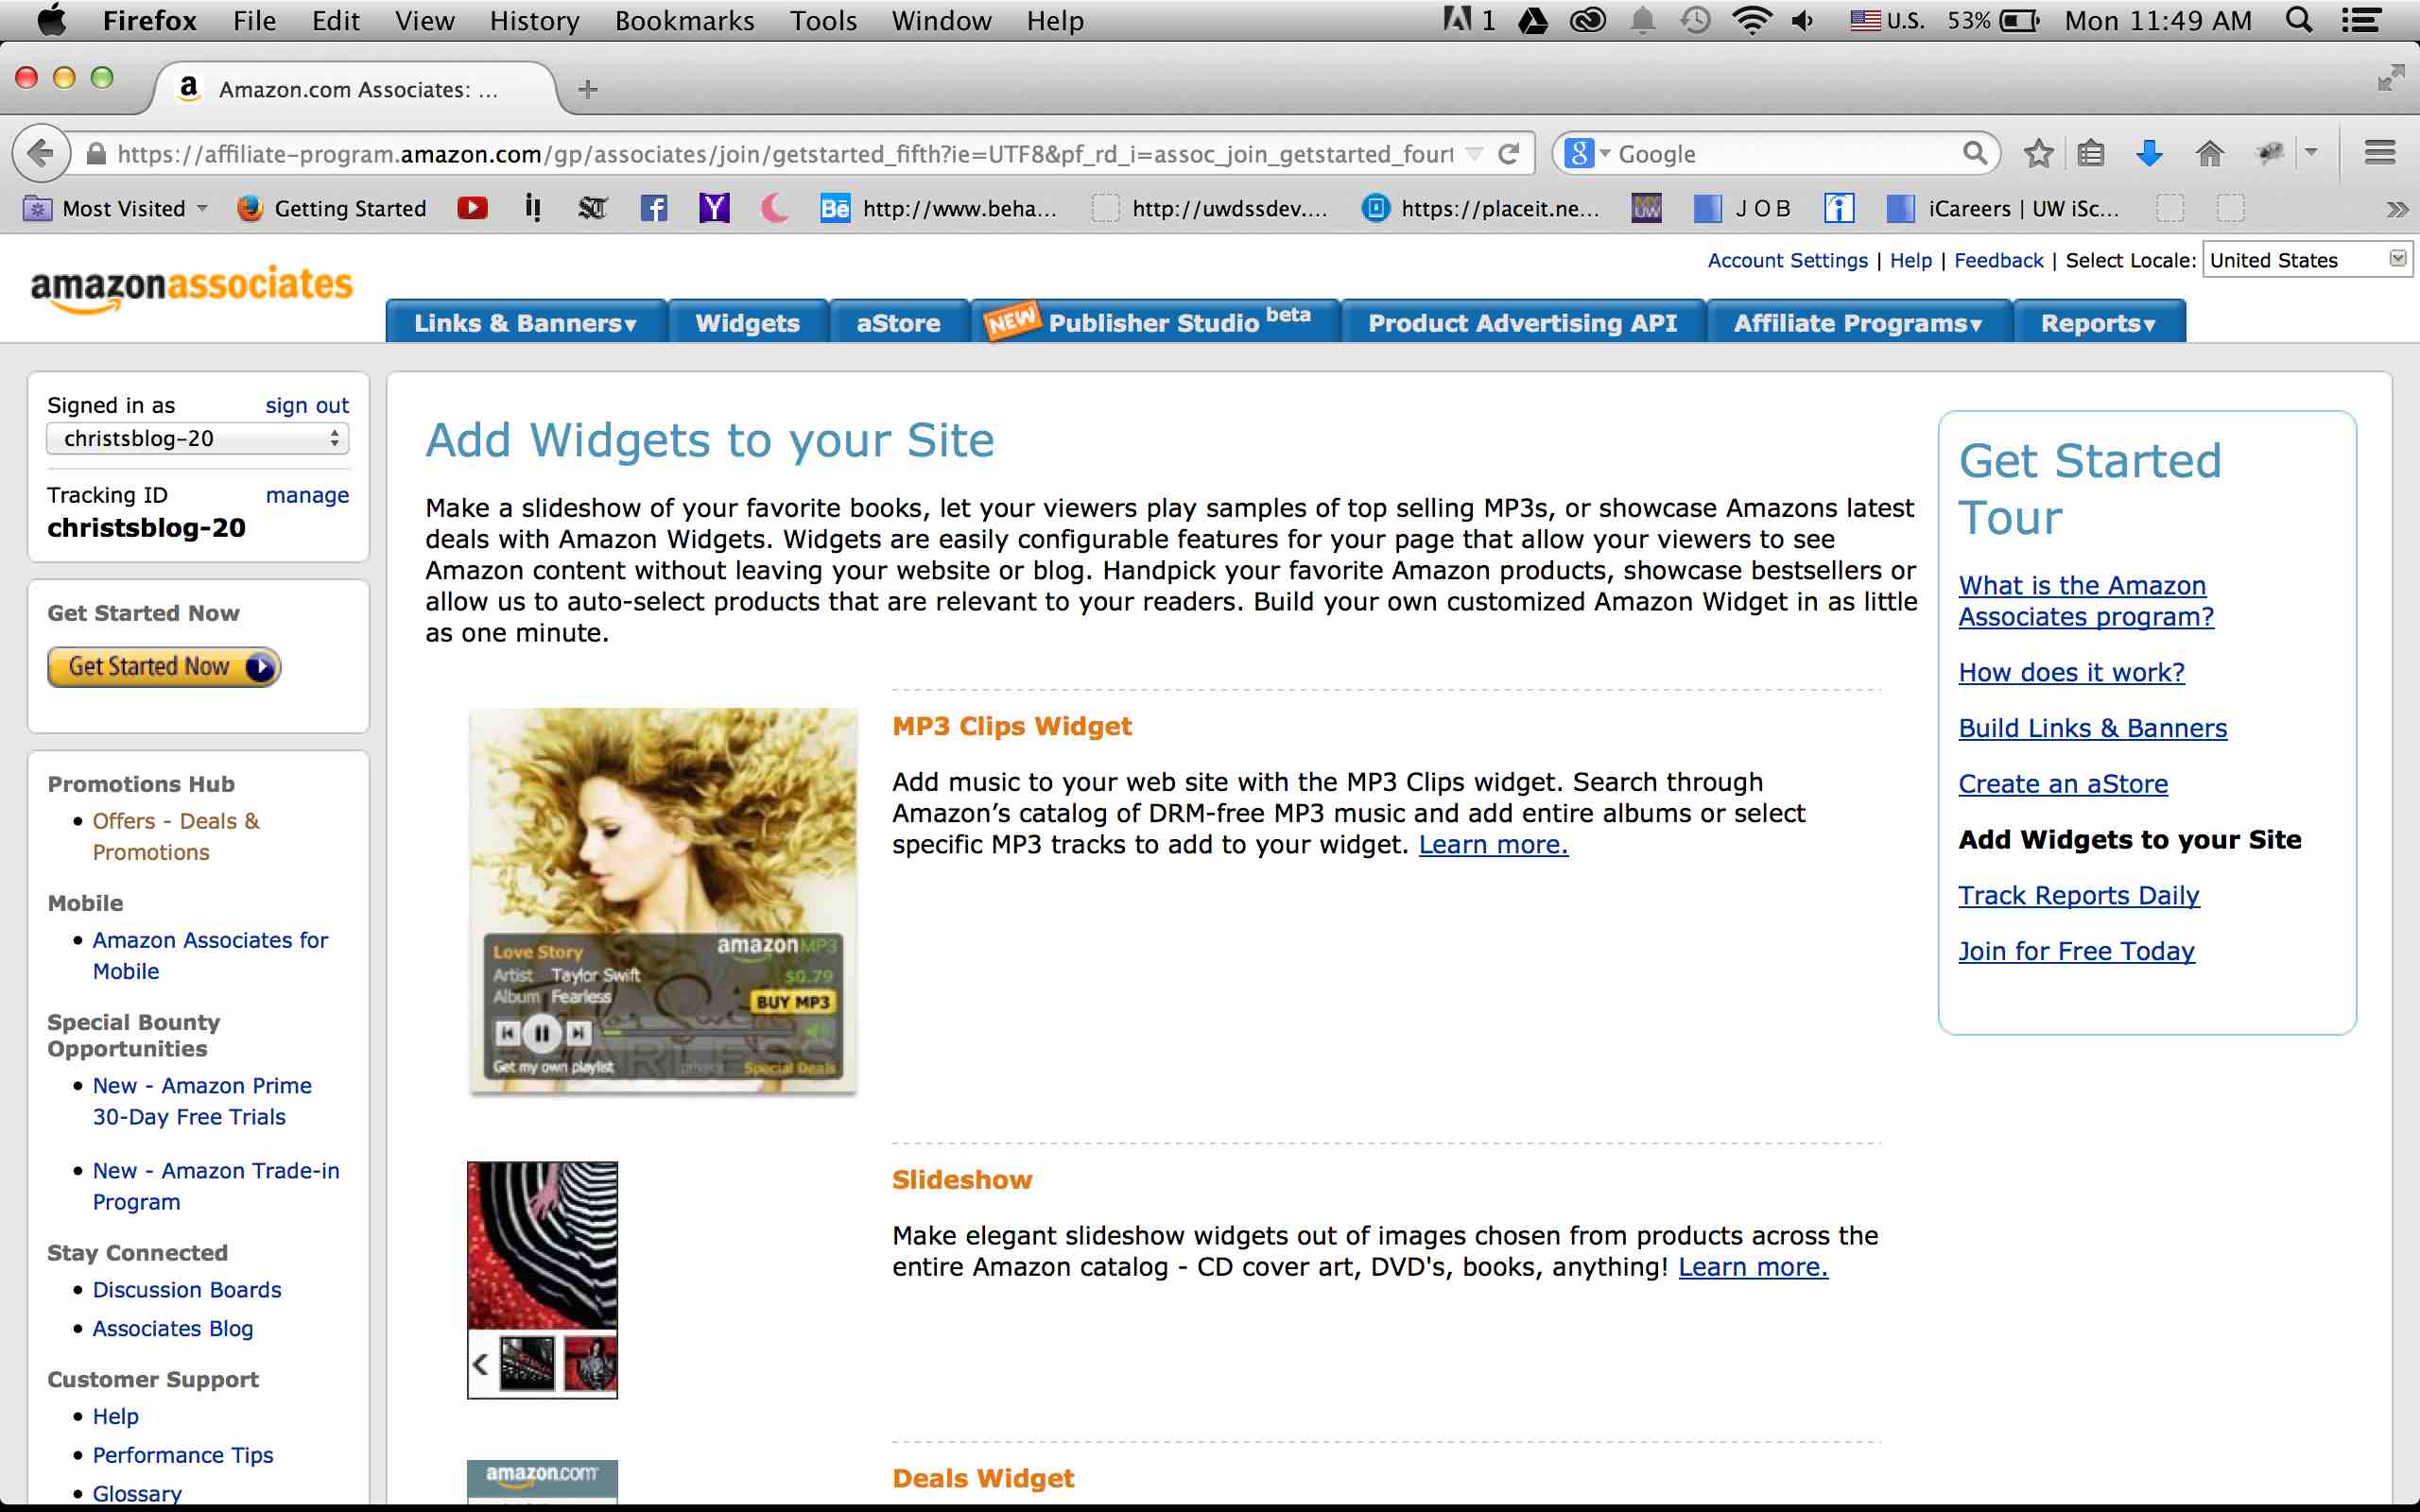 Firefox File Edit View History Bookmarks Tools Window Help 1 U.S. 53% Mon 11:49 AM
a Amazon.com Associates: ... +
https://affiliate-program.amazon.com/gp/associates/join/getstarted_fifth?ie=UTF8&pf_rd_i=assoc_join_getstarted_fourt 8 Google
Most Visited Getting Started Y Bē http://www.beha... http://uwdssdev.... https://placeit.ne... J O B iCareers | UW iSc... »
Account Settings | Help | Feedback | Select Locale: United States
amazonassociates
Links & Banners▾ Widgets aStore NEW Publisher Studio beta Product Advertising API Affiliate Programs▾ Reports▾
Signed in as sign out
christsblog-20
Tracking ID manage
christsblog-20
Get Started Now
Get Started Now
Promotions Hub
• Offers - Deals &
Promotions
Mobile
• Amazon Associates for
Mobile
Special Bounty
Opportunities
• New - Amazon Prime
30-Day Free Trials
• New - Amazon Trade-in
Program
Stay Connected
• Discussion Boards
• Associates Blog
Customer Support
• Help
• Performance Tips
• Glossary
Add Widgets to your Site
Make a slideshow of your favorite books, let your viewers play samples of top selling MP3s, or showcase Amazons latest
deals with Amazon Widgets. Widgets are easily configurable features for your page that allow your viewers to see
Amazon content without leaving your website or blog. Handpick your favorite Amazon products, showcase bestsellers or
allow us to auto-select products that are relevant to your readers. Build your own customized Amazon Widget in as little
as one minute.
Love Story amazonMP3
Artist Taylor Swift $0.79
Album Fearless BUY MP3
FEARLESS
Get my own playlist privacy Special Deals
MP3 Clips Widget
Add music to your web site with the MP3 Clips widget. Search through
Amazon’s catalog of DRM-free MP3 music and add entire albums or select
specific MP3 tracks to add to your widget. Learn more.
Slideshow
Make elegant slideshow widgets out of images chosen from products across the
entire Amazon catalog - CD cover art, DVD's, books, anything! Learn more.
amazon.com
Deals Widget
Get Started
Tour
What is the Amazon
Associates program?
How does it work?
Build Links & Banners
Create an aStore
Add Widgets to your Site
Track Reports Daily
Join for Free Today